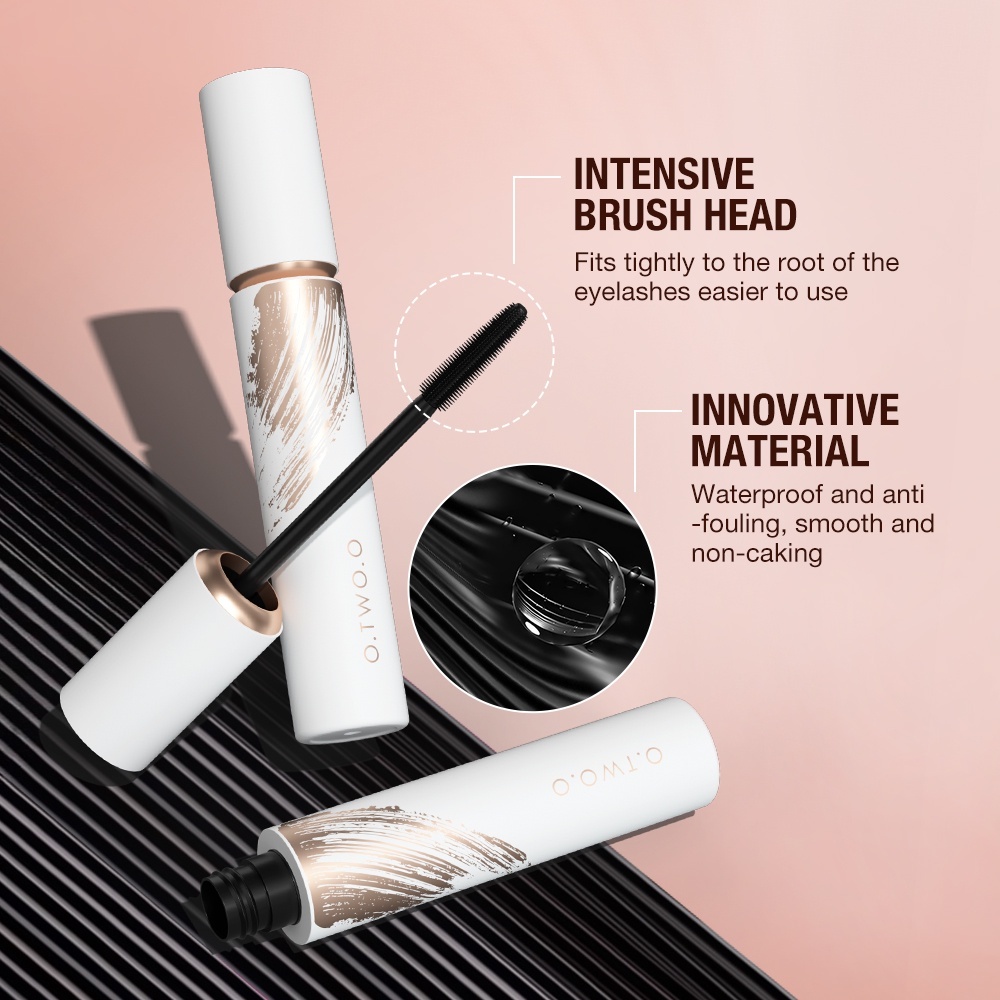 INTENSIVE
BRUSH HEAD
Fits tightly to the root of the
eyelashes easier to use
INNOVATIVE
MATERIAL
Waterproof and anti
-fouling, smooth and
non-caking
O.TWO.O
O.TWO.O